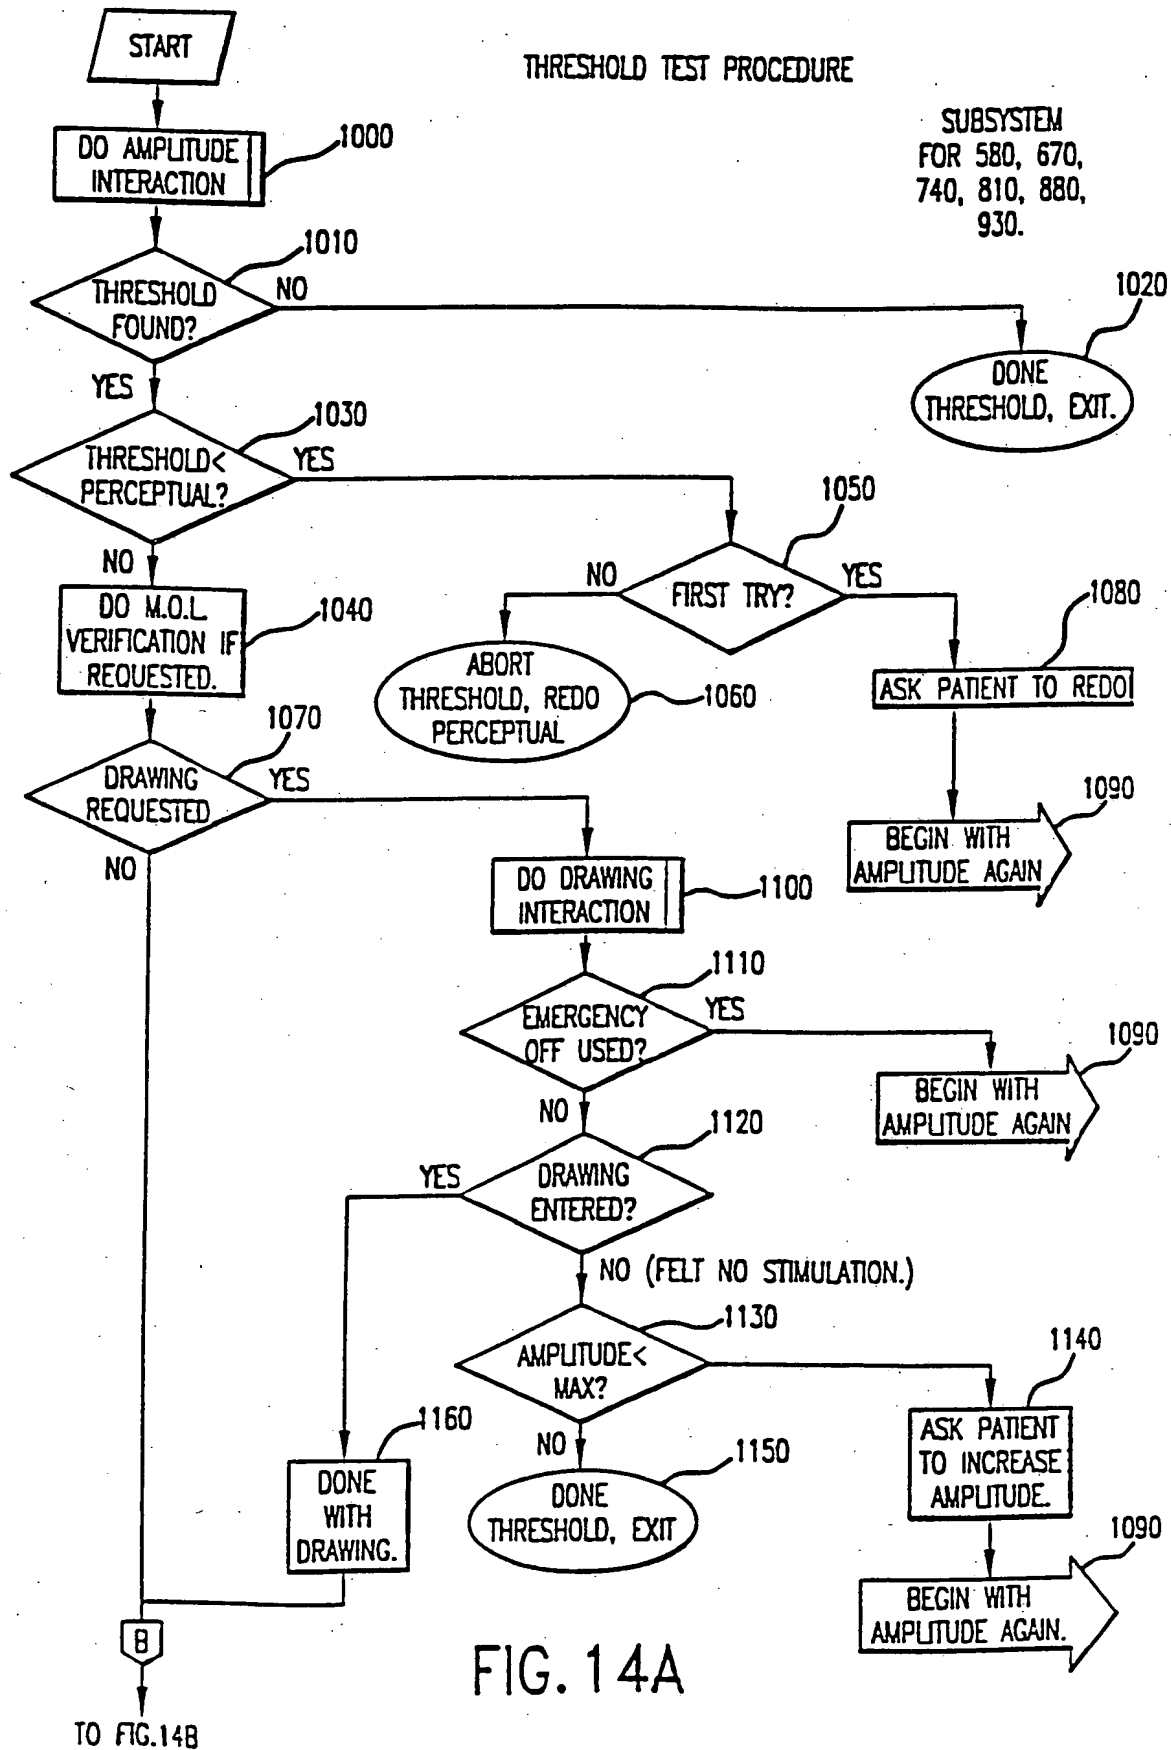 START
THRESHOLD TEST PROCEDURE
SUBSYSTEM
FOR 580, 670,
740, 810, 880,
930.
DO AMPLITUDE
INTERACTION
1000
1010
THRESHOLD
FOUND?
NO
YES
1020
DONE
THRESHOLD, EXIT.
1030
THRESHOLD<
PERCEPTUAL?
YES
NO
1050
FIRST TRY?
NO
YES
DO M.O.L
VERIFICATION IF
REQUESTED.
1040
ABORT
THRESHOLD, REDO
PERCEPTUAL
1060
1080
ASK PATIENT TO REDO
1070
DRAWING
REQUESTED
YES
NO
1090
BEGIN WITH
AMPLITUDE AGAIN
DO DRAWING
INTERACTION
1100
1110
EMERGENCY
OFF USED?
YES
NO
1090
BEGIN WITH
AMPLITUDE AGAIN
1120
DRAWING
ENTERED?
YES
NO (FELT NO STIMULATION.)
1130
AMPLITUDE<
MAX?
NO
1140
ASK PATIENT
TO INCREASE
AMPLITUDE.
1160
DONE
WITH
DRAWING.
1150
DONE
THRESHOLD, EXIT
1090
BEGIN WITH
AMPLITUDE AGAIN.
B
TO FIG.14B
FIG. 14A